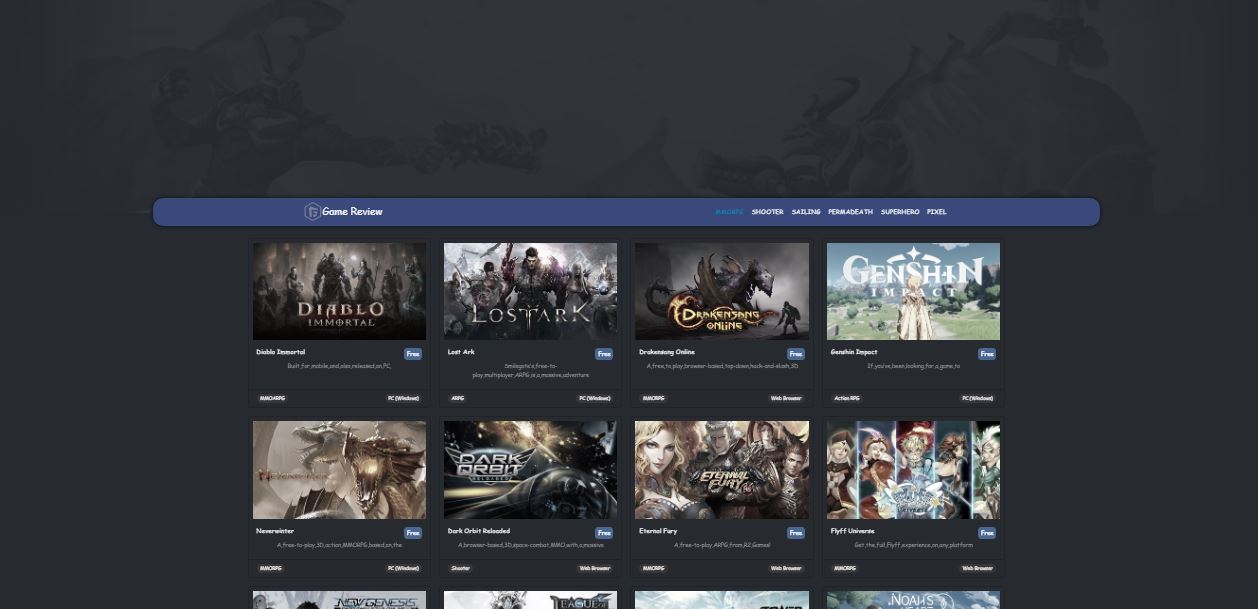 Game Review
MMORPG SHOOTER SAILING PERMADEATH SUPERHERO PIXEL
DIABLO
IMMORTAL
LOST ARK
DRAKENSANG
ONLINE
GENSHIN
IMPACT
Diablo Immortal Free
Built,for,mobile,and,also,released,on,PC,
MMOARPG PC (Windows)
Lost Ark Free
Smilegate's,free-to-
play,multiplayer,ARPG,is,a,massive,adventure
ARPG PC (Windows)
Drakensang Online Free
A,free,to,play,browser-based,top-down,hack-and-slash,3D
MMORPG Web Browser
Genshin Impact Free
If,you've,been,looking,for,a,game,to
Action RPG PC (Windows)
NEVERWINTER
DARK
ORBIT
RELOADED
ETERNAL
FURY
UNIVERSE
Neverwinter Free
A,free-to-play,3D,action,MMORPG,based,on,the
MMORPG PC (Windows)
Dark Orbit Reloaded Free
A,browser-based,3D,space-combat,MMO,with,a,massive
Shooter Web Browser
Eternal Fury Free
A,free-to-play,ARPG,from,R2,Games!
MMORPG Web Browser
Flyff Universe Free
Get,the,full,Flyff,experience,on,any,platform
MMORPG Web Browser
NEW GENESIS
LEAGUE OF
NOAH'S
HEART